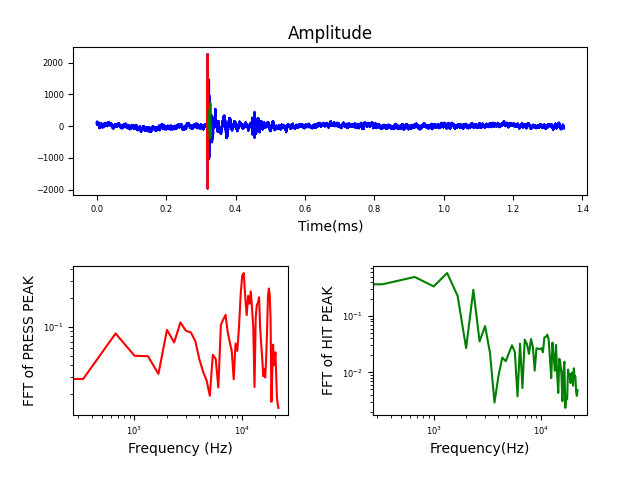 Amplitude
2000
1000
0
−1000
−2000
0.0 0.2 0.4 0.6 0.8 1.0 1.2 1.4
Time(ms)
FFT of PRESS PEAK
10⁻¹
10³ 10⁴
Frequency (Hz)
FFT of HIT PEAK
10⁻¹
10⁻²
10³ 10⁴
Frequency(Hz)